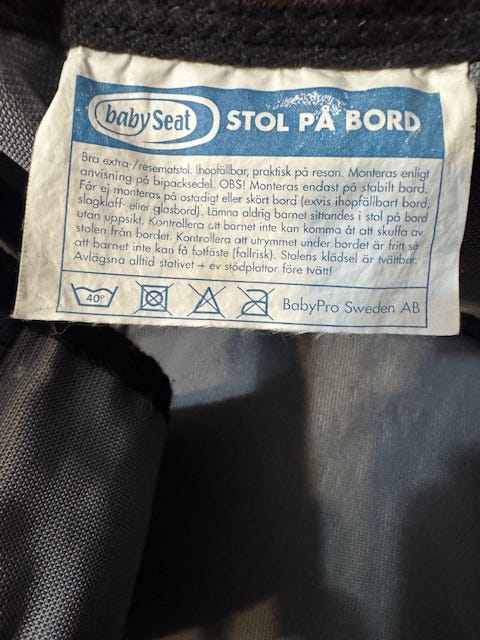 babySeat STOL PÅ BORD
Bra extra-/resematstol. Ihopfällbar, praktisk på resan. Monteras enligt
anvisning på bipacksedel. OBS! Monteras endast på stabilt bord.
Får ej monteras på ostadigt eller skört bord (exvis ihopfällbart bord,
slagklaff- eller glasbord). Lämna aldrig barnet sittandes i stol på bord
utan uppsikt. Kontrollera att barnet inte kan komma åt att skuffa av
stolen från bordet. Kontrollera att utrymmet under bordet är fritt så
att barnet inte kan få fotfäste (fallrisk). Stolens klädsel är tvättbar.
Avlägsna alltid stativet + ev stödplattor före tvätt!
40° BabyPro Sweden AB